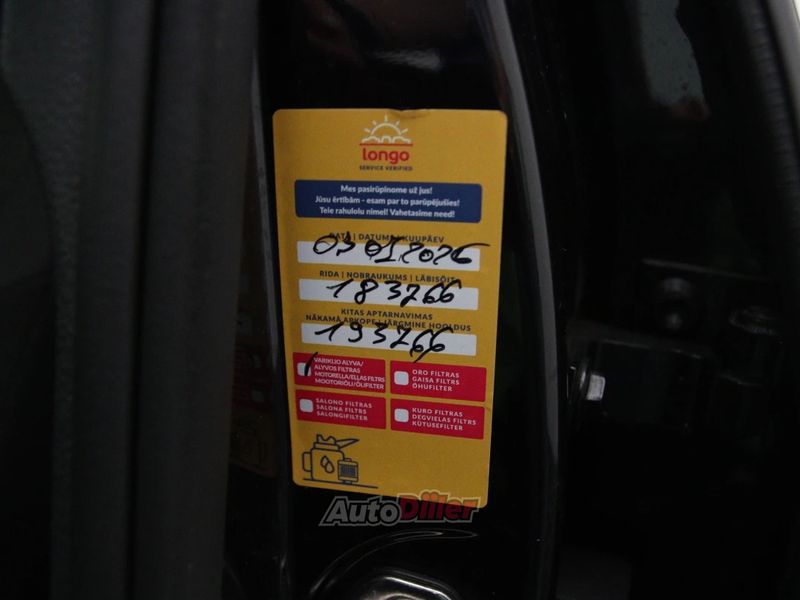 longo
SERVICE VERIFIED
Mes pasirūpinome už jus!
Jūsu ērtībām - esam par to parūpējušies!
Teie rahulolu nimel! Vahetasime need!
DATA | DATUMS | KUUPÄEV
03 01 2026
RIDA | NOBRAUKUMS | LÄBISÕIT
183766
KITAS APTARNAVIMAS
NĀKAMĀ APKOPE | JÄRGMINE HOOLDUS
193766
VARIKLIO ALYVA/
ALYVOS FILTRAS
MOTOREĻĻA/EĻĻAS FILTRS
MOOTORIÕLI/ÕLIFILTER
ORO FILTRAS
GAISA FILTRS
ÕHUFILTER
SALONO FILTRAS
SALONA FILTRS
SALONGIFILTER
KURO FILTRAS
DEGVIELAS FILTRS
KÜTUSEFILTER
AutoDiller